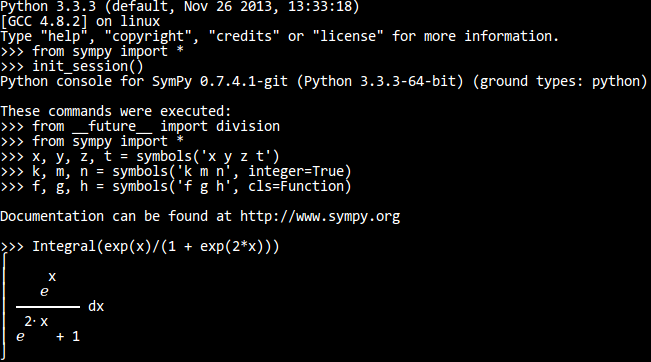 Python 3.3.3 (default, Nov 26 2013, 13:33:18)
[GCC 4.8.2] on linux
Type "help", "copyright", "credits" or "license" for more information.
>>> from sympy import *
>>> init_session()
Python console for SymPy 0.7.4.1-git (Python 3.3.3-64-bit) (ground types: python)
These commands were executed:
>>> from __future__ import division
>>> from sympy import *
>>> x, y, z, t = symbols('x y z t')
>>> k, m, n = symbols('k m n', integer=True)
>>> f, g, h = symbols('f g h', cls=Function)
Documentation can be found at http://www.sympy.org
>>> Integral(exp(x)/(1 + exp(2*x)))
⌠
⎮    x
⎮   ℯ
⎮ ──────── dx
⎮  2⋅x
⎮ ℯ    + 1
⌡